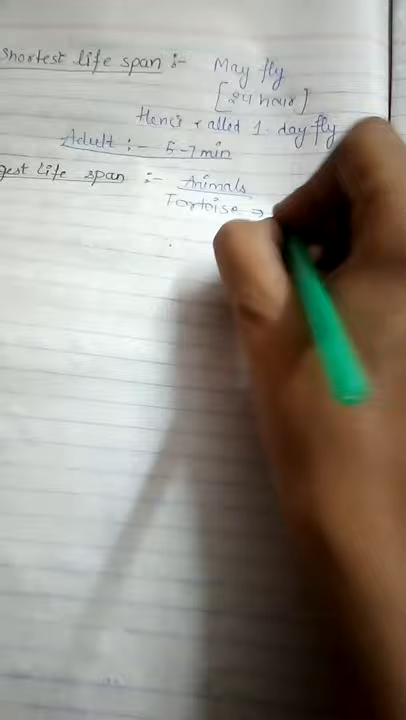 Shortest life span :- May fly
[24 hour]
Hence called 1 day fly
Adult :- 5-7 min
gest life span :- Animals
Tortoise →